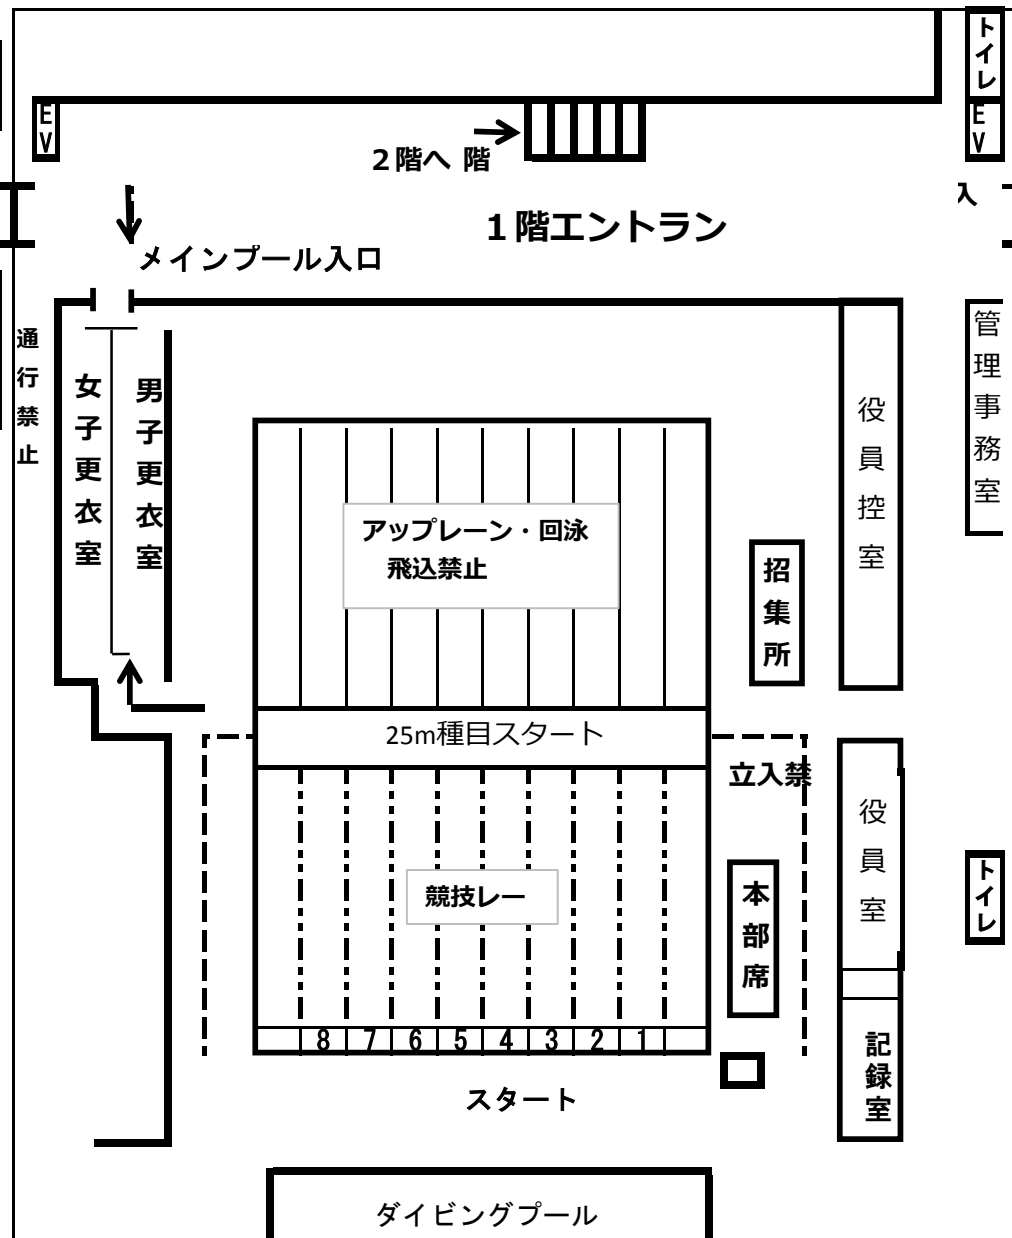 トイレ
EV
EV
2階へ 階
入
1階エントラン
メインプール入口
通行禁止
女子更衣室
男子更衣室
役員控室
管理事務室
アップレーン・回泳
飛込禁止
招集所
25m種目スタート
立入禁
役員室
競技レー
本部席
トイレ
8 7 6 5 4 3 2 1
記録室
スタート
ダイビングプール